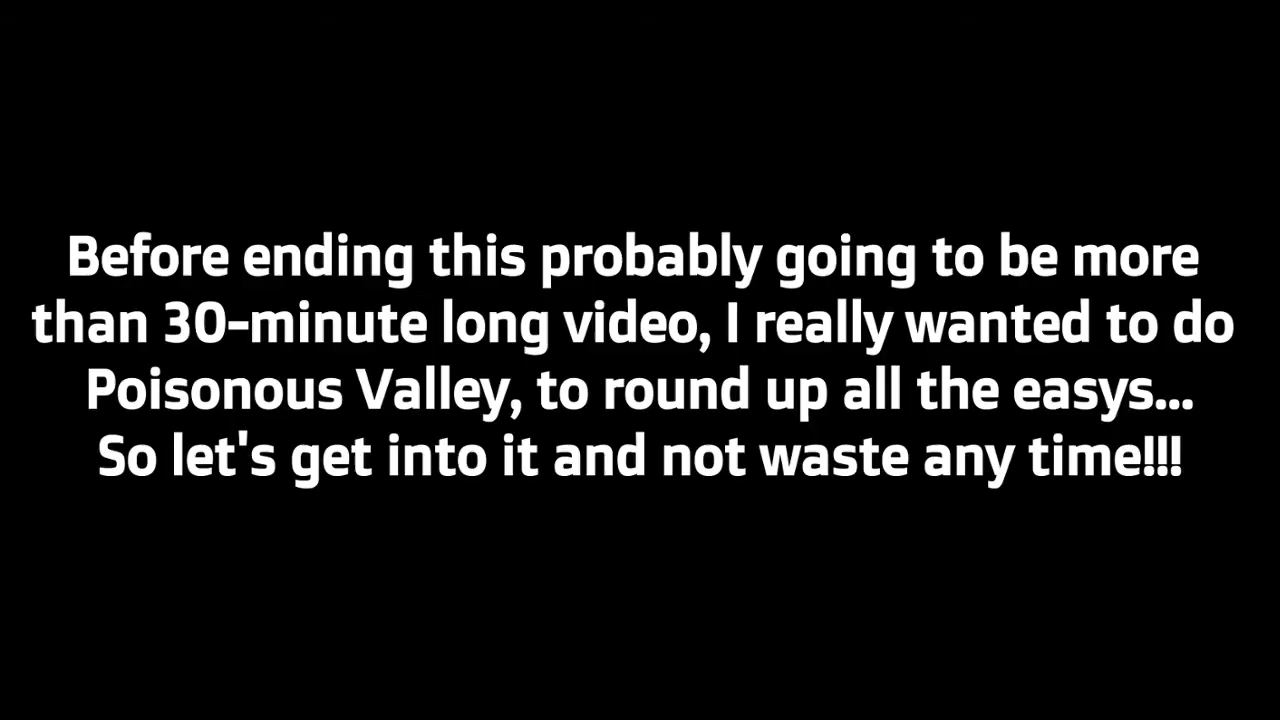 Before ending this probably going to be more
than 30-minute long video, I really wanted to do
Poisonous Valley, to round up all the easys...
So let's get into it and not waste any time!!!